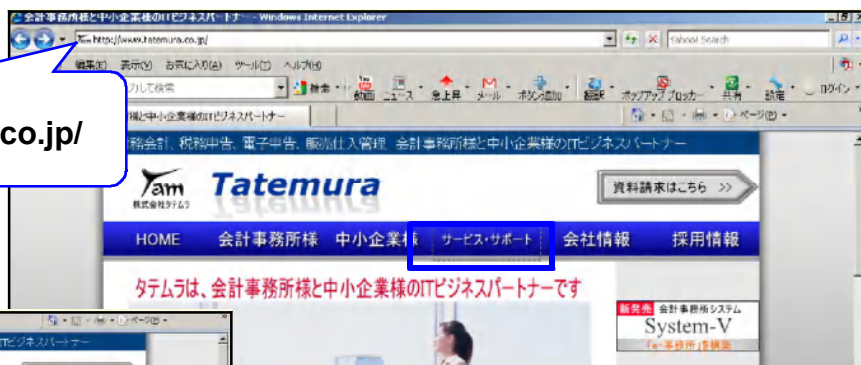 会計事務所様と中小企業様のITビジネスパートナー - Windows Internet Explorer
http://www.tatemura.co.jp/
Yahoo! Search
編集(E) 表示(V) お気に入り(A) ツール(T) ヘルプ(H)
力して検索
検索
動画 ニュース 急上昇 メール ボタン追加 翻訳 ポップアップブロッカー 共有 設定 ログイン
様と中小企業様のITビジネスパートナー
ページ(P)
co.jp/
務会計、税務申告、電子申告、販売仕入管理 会計事務所様と中小企業様のITビジネスパートナー
Tam
株式会社タテムラ
Tatemura
資料請求はこちら >>
HOME 会計事務所様 中小企業様 サービス・サポート 会社情報 採用情報
タテムラは、会計事務所様と中小企業様のITビジネスパートナーです
新発売 会計事務所システム
System-V
「e-事務所」を構築
ページ(P)
ITビジネスパートナー